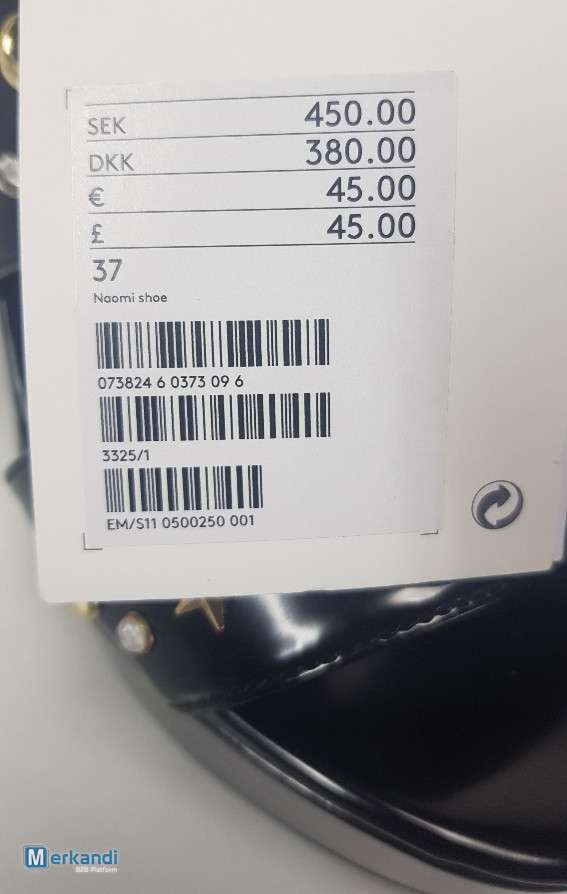 SEK 450.00
DKK 380.00
€ 45.00
£ 45.00
37
Naomi shoe
073824 6 0373 09 6
3325/1
EM/S11 0500250 001
Merkandi
B2B Platform